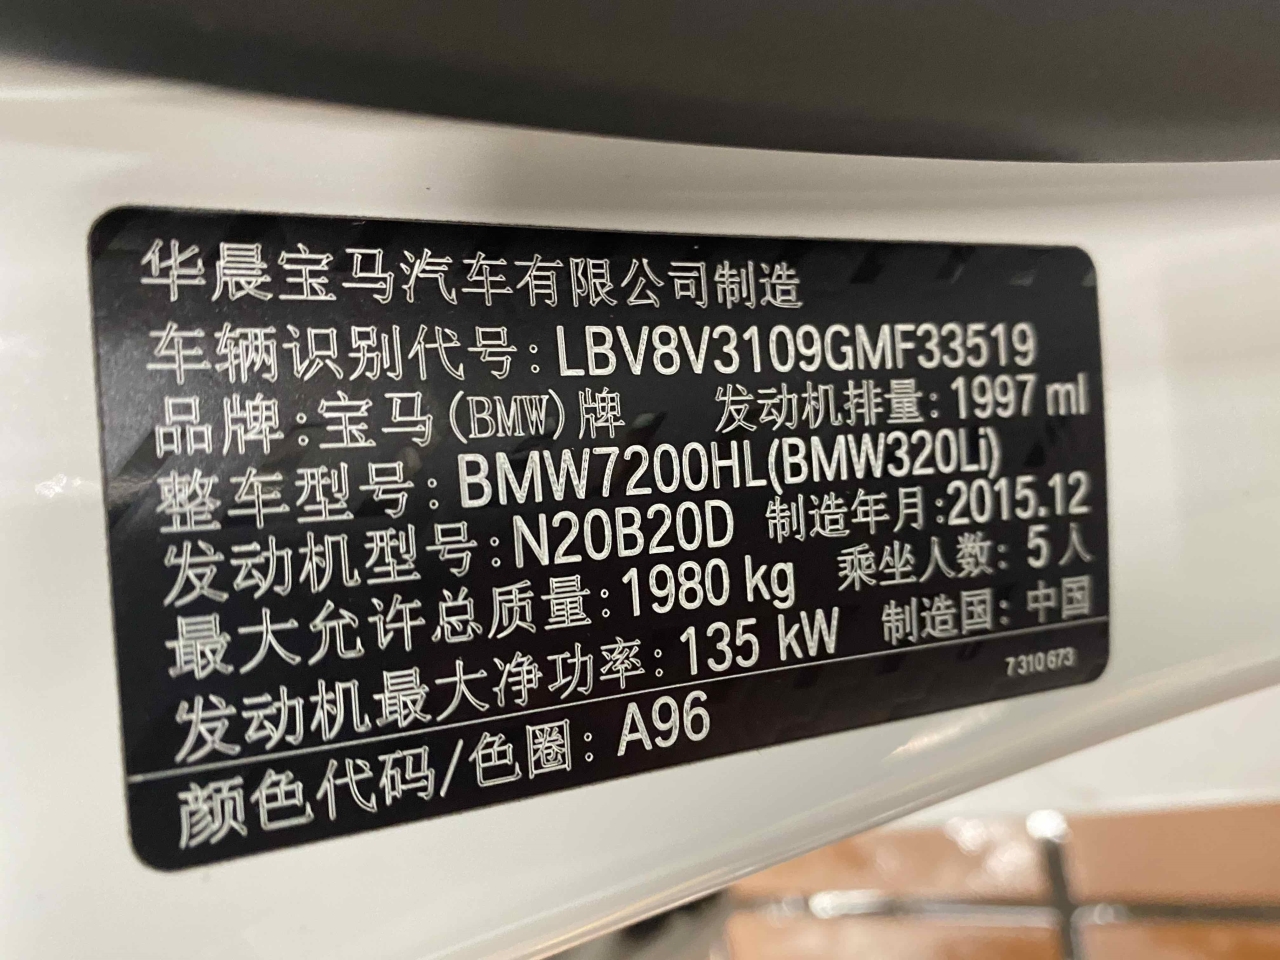 华晨宝马汽车有限公司制造
车辆识别代号:LBV8V3109GMF33519
品牌:宝马(BMW)牌 发动机排量:1997 ml
整车型号:BMW7200HL(BMW320Li)
发动机型号:N20B20D 制造年月:2015.12
最大允许总质量:1980 kg 乘坐人数:5人
发动机最大净功率:135 kW 制造国:中国
7 310 673
颜色代码/色圈:A96